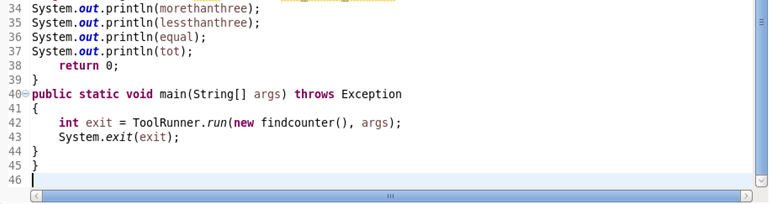 34 System.out.println(morethanthree);
35 System.out.println(lessthanthree);
36 System.out.println(equal);
37 System.out.println(tot);
38 return 0;
39 }
40 public static void main(String[] args) throws Exception
41 {
42 int exit = ToolRunner.run(new findcounter(), args);
43 System.exit(exit);
44 }
45 }
46